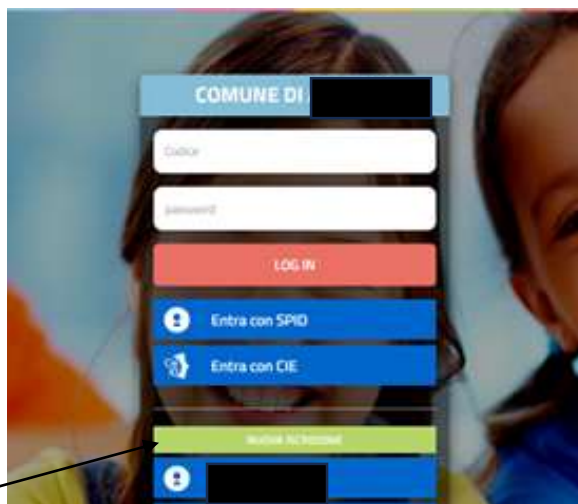 COMUNE DI
Codice
password
LOG IN
Entra con SPID
Entra con CIE
NUOVA ISCRIZIONE